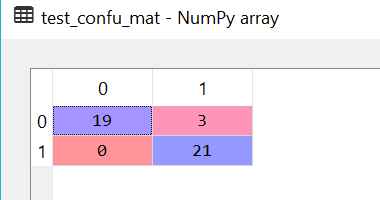 test_confu_mat - NumPy array
0 1
0 19 3
1 0 21